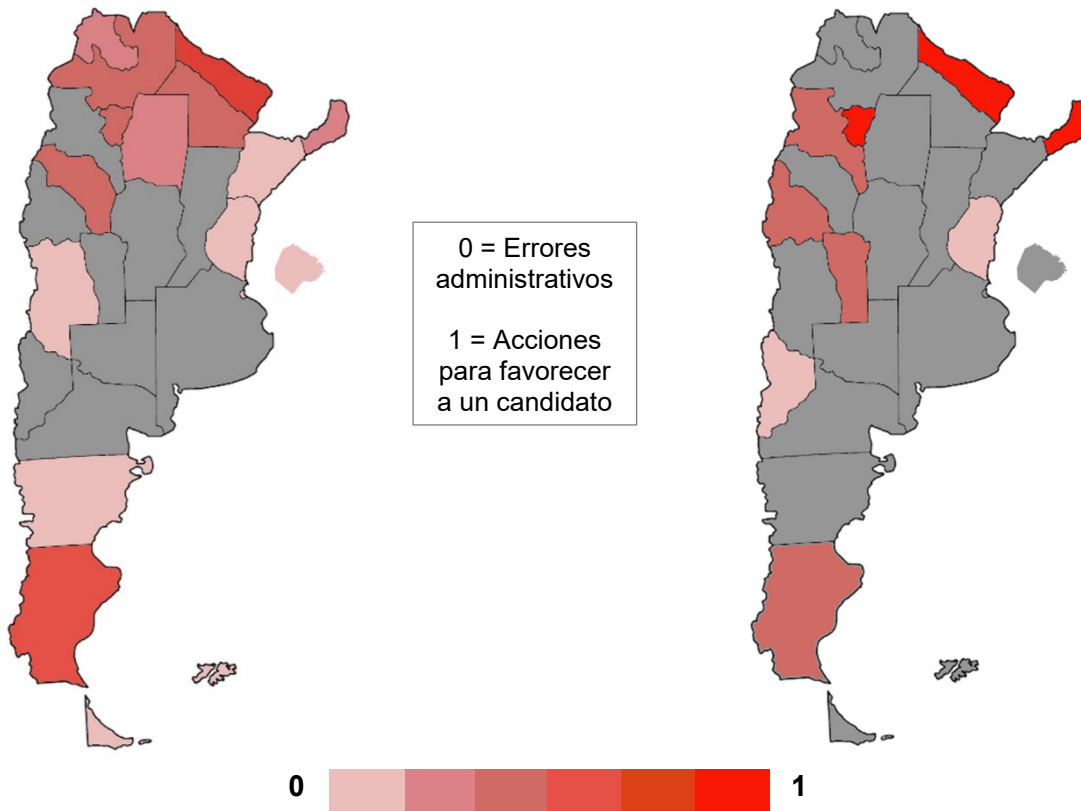 0 = Errores
administrativos
1 = Acciones
para favorecer
a un candidato
0
1